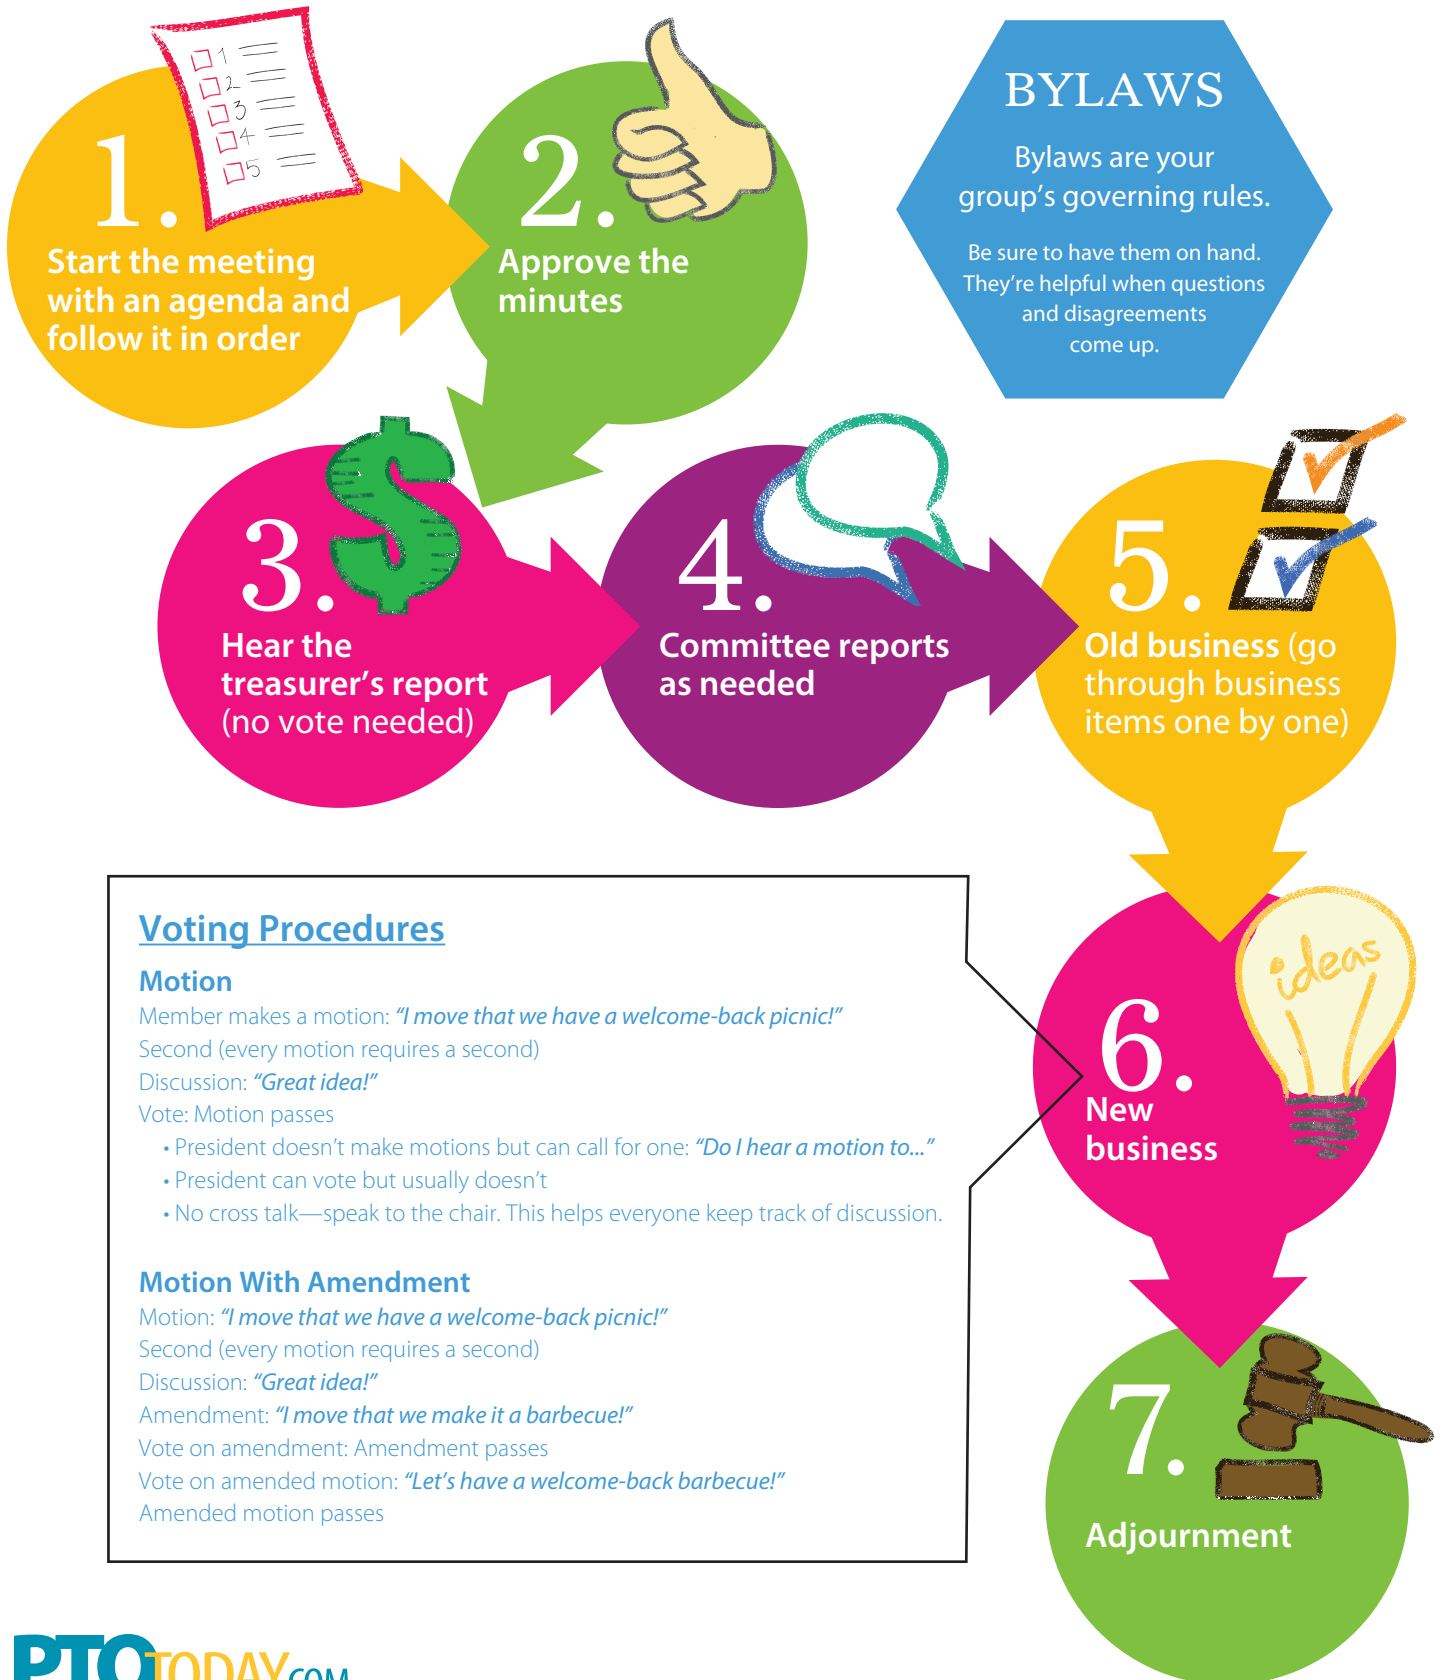 1
2
3
4
5
1.
Start the meeting
with an agenda and
follow it in order
2.
Approve the
minutes
BYLAWS
Bylaws are your
group's governing rules.
Be sure to have them on hand.
They're helpful when questions
and disagreements
come up.
3.
Hear the
treasurer's report
(no vote needed)
4.
Committee reports
as needed
5.
Old business (go
through business
items one by one)
ideas
6.
New
business
Voting Procedures
Motion
Member makes a motion: “I move that we have a welcome-back picnic!”
Second (every motion requires a second)
Discussion: “Great idea!”
Vote: Motion passes
• President doesn't make motions but can call for one: “Do I hear a motion to...”
• President can vote but usually doesn't
• No cross talk—speak to the chair. This helps everyone keep track of discussion.
Motion With Amendment
Motion: “I move that we have a welcome-back picnic!”
Second (every motion requires a second)
Discussion: “Great idea!”
Amendment: “I move that we make it a barbecue!”
Vote on amendment: Amendment passes
Vote on amended motion: “Let's have a welcome-back barbecue!”
Amended motion passes
7.
Adjournment
PTOTODAY.COM